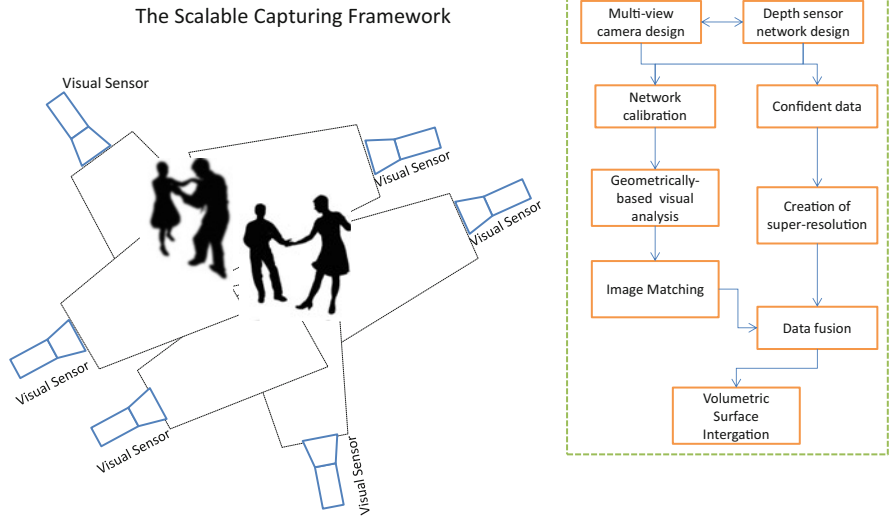 The Scalable Capturing Framework
Visual Sensor
Visual Sensor
Visual Sensor
Visual Sensor
Visual Sensor
Visual Sensor
Multi-view
camera design
Depth sensor
network design
Network
calibration
Confident data
Geometrically-
based visual
analysis
Creation of
super-resolution
Image Matching
Data fusion
Volumetric
Surface
Intergation